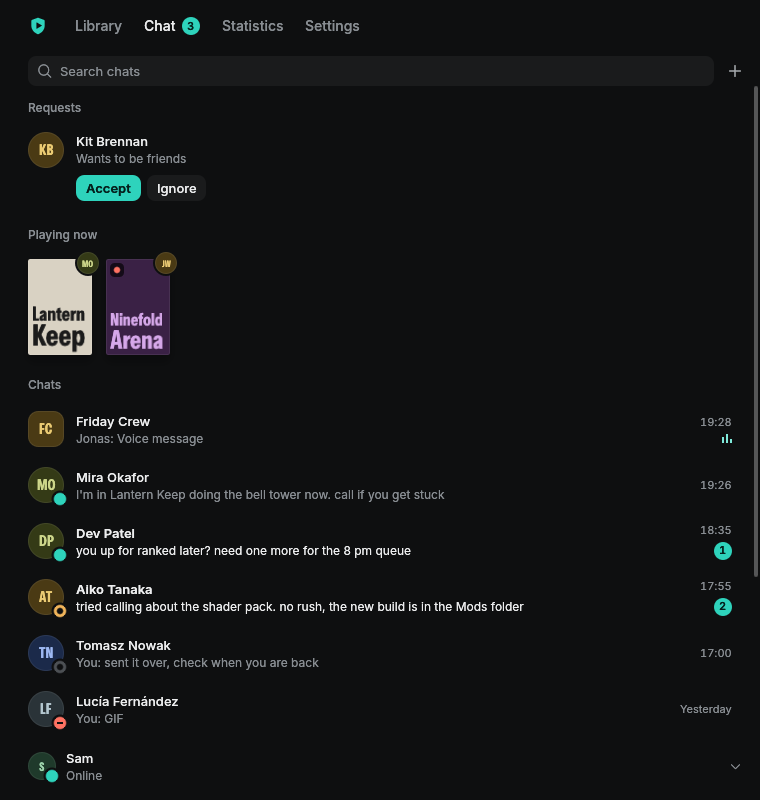 Library Chat 3 Statistics Settings
Search chats
Requests
KB Kit Brennan
Wants to be friends
Accept Ignore
Playing now
MO JW
Lantern Keep
Ninefold Arena
Chats
FC Friday Crew 19:28
Jonas: Voice message
MO Mira Okafor 19:26
I'm in Lantern Keep doing the bell tower now. call if you get stuck
DP Dev Patel 18:35
you up for ranked later? need one more for the 8 pm queue 1
AT Aiko Tanaka 17:55
tried calling about the shader pack. no rush, the new build is in the Mods folder 2
TN Tomasz Nowak 17:00
You: sent it over, check when you are back
LF Lucía Fernández Yesterday
You: GIF
S Sam
Online